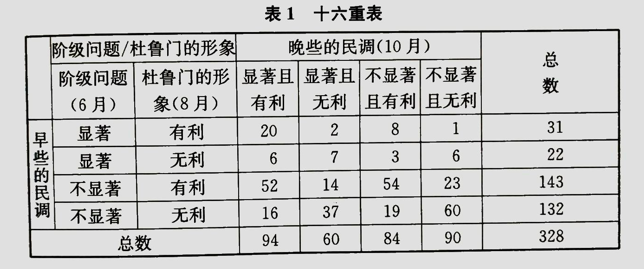 表1 十六重表
阶级问题/杜鲁门的形象 晚些的民调(10月) 总数
阶级问题(6月) 杜鲁门的形象(8月) 显著且有利 显著且无利 不显著且有利 不显著且无利
早些的民调
显著 有利 20 2 8 1 31
显著 无利 6 7 3 6 22
不显著 有利 52 14 54 23 143
不显著 无利 16 37 19 60 132
总数 94 60 84 90 328